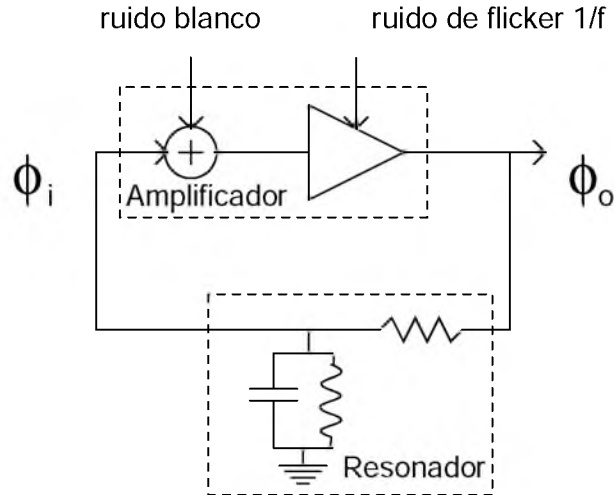 ruido blanco
ruido de flicker 1/f
+
ϕi
ϕo
Amplificador
Resonador